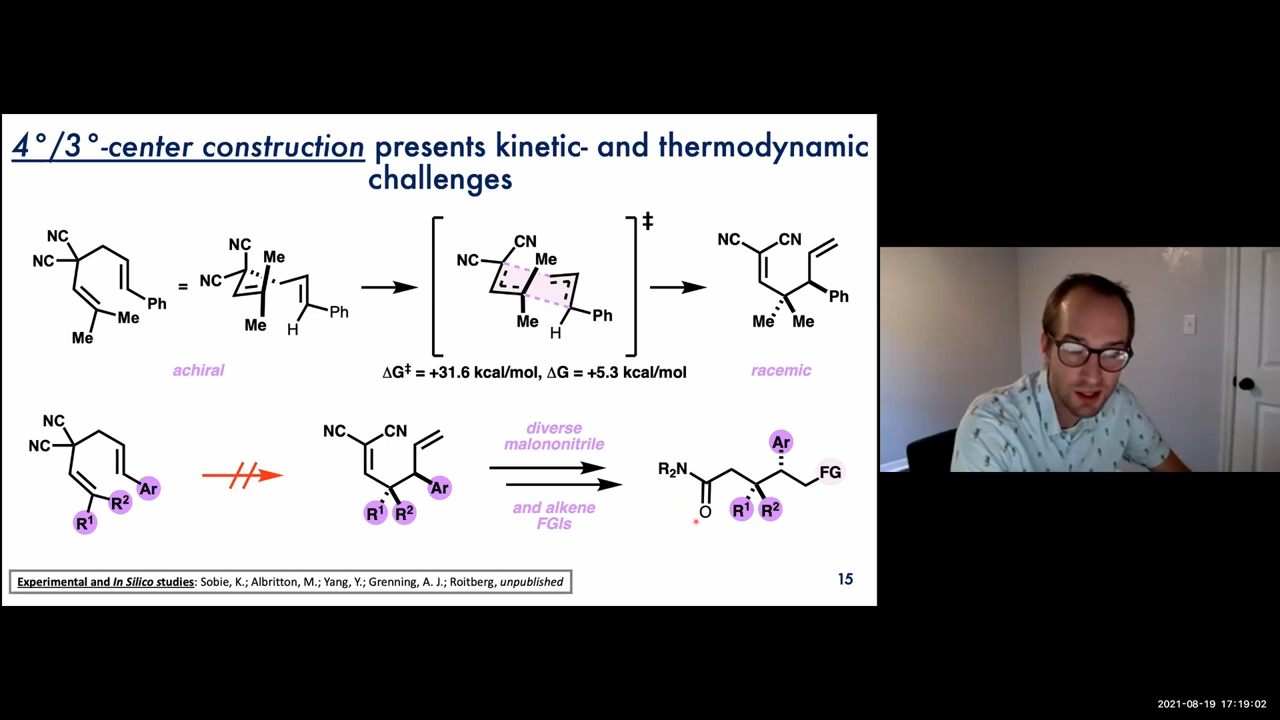 4°/3°-center construction presents kinetic- and thermodynamic
challenges
NC
NC
Ph
Me
Me
=
NC
NC
Me
Me
H
Ph
NC
CN
Me
Me
H
Ph
‡
NC
CN
Ph
Me
Me
achiral
ΔG‡ = +31.6 kcal/mol, ΔG = +5.3 kcal/mol
racemic
NC
NC
Ar
R2
R1
NC
CN
Ar
R1
R2
diverse
malononitrile
and alkene
FGIs
R2N
O
Ar
FG
R1
R2
Experimental and In Silico studies: Sobie, K.; Albritton, M.; Yang, Y.; Grenning, A. J.; Roitberg, unpublished
15
2021-08-19 17:19:02